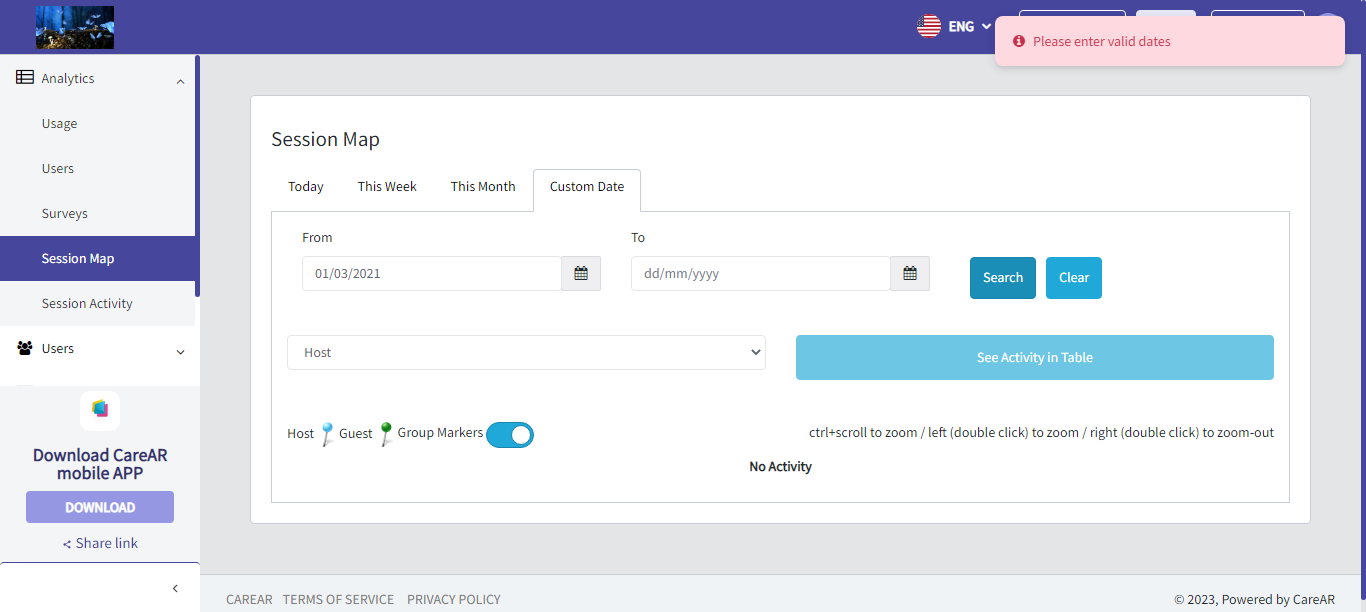 ENG
Please enter valid dates
Analytics
Usage
Users
Surveys
Session Map
Session Activity
Users
Download CareAR
mobile APP
DOWNLOAD
Share link
Session Map
Today This Week This Month Custom Date
From To
01/03/2021 dd/mm/yyyy Search Clear
Host See Activity in Table
Host Guest Group Markers ctrl+scroll to zoom / left (double click) to zoom / right (double click) to zoom-out
No Activity
CAREAR TERMS OF SERVICE PRIVACY POLICY © 2023, Powered by CareAR